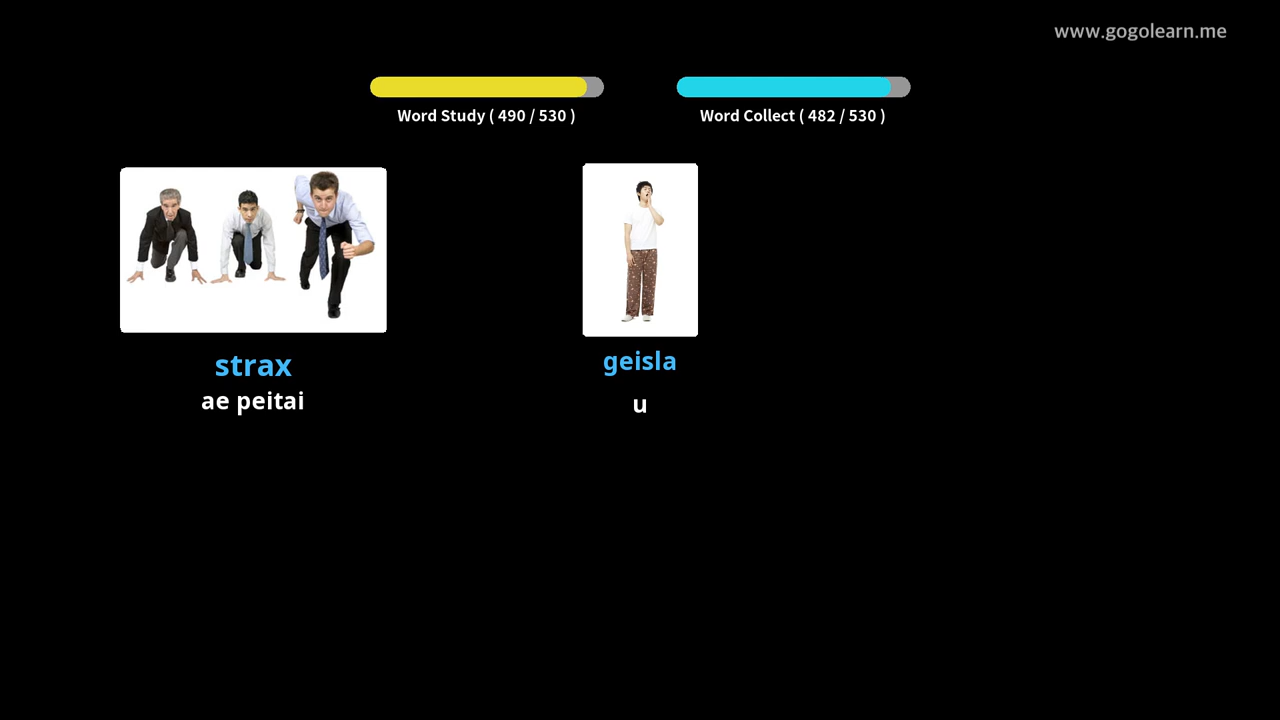 www.gogolearn.me
Word Study ( 490 / 530 )
Word Collect ( 482 / 530 )
strax
ae peitai
geisla
u